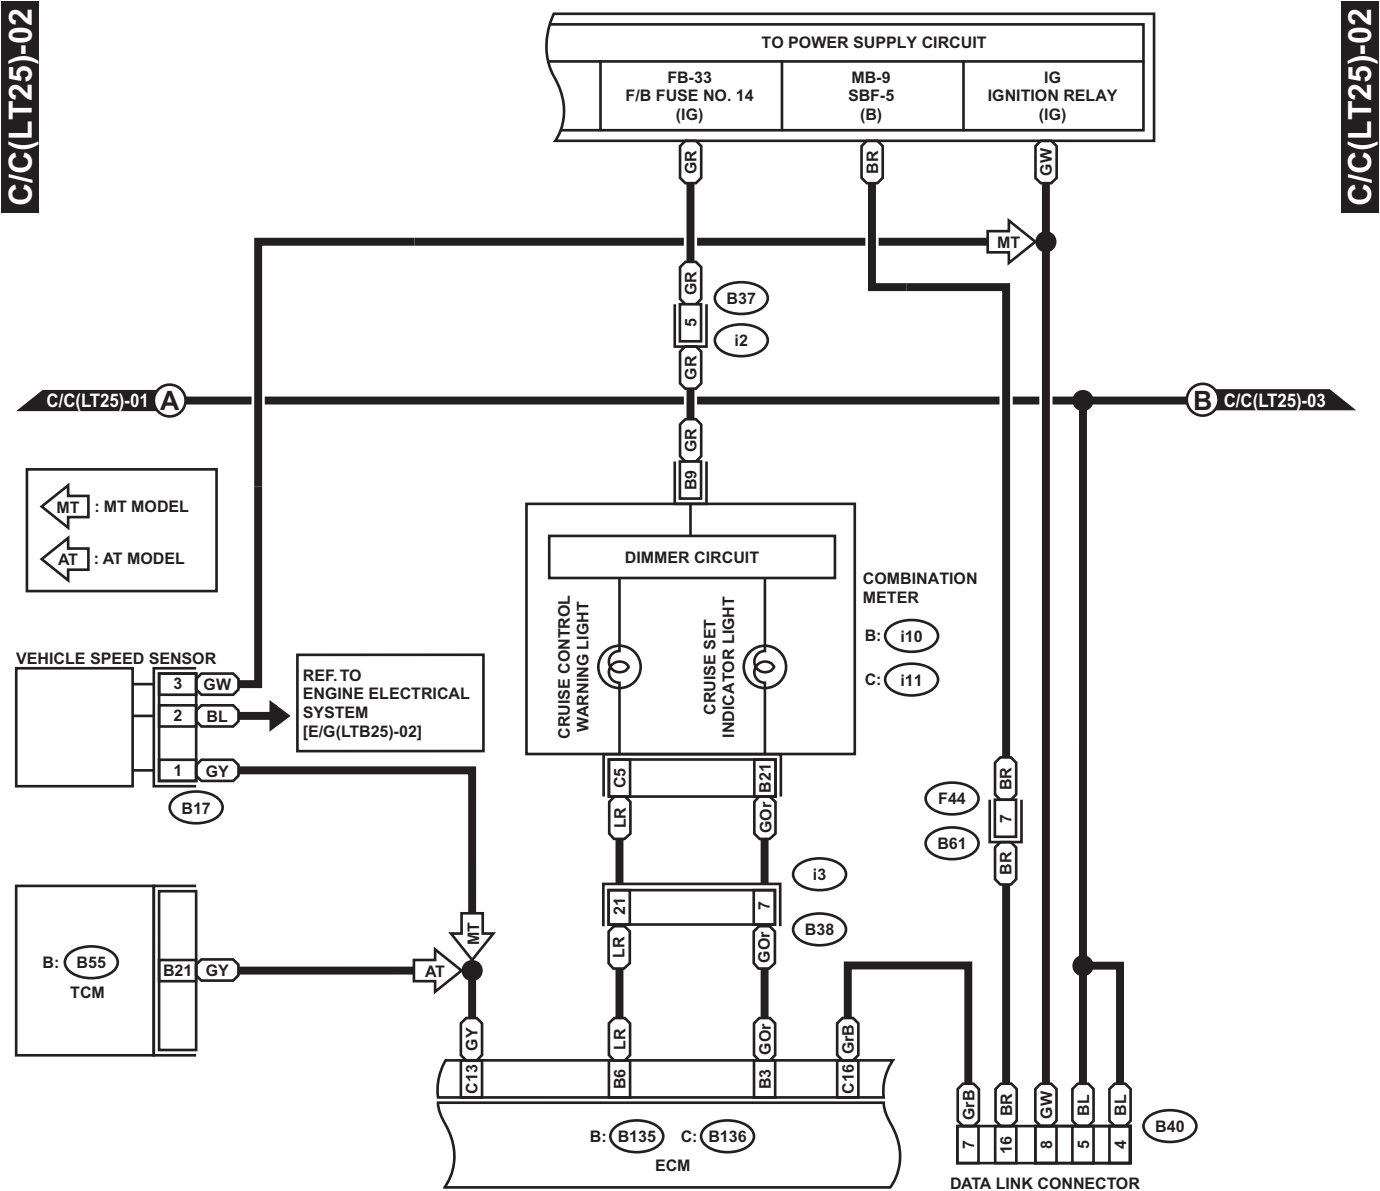 C/C(LT25)-02
C/C(LT25)-02
TO POWER SUPPLY CIRCUIT
FB-33
F/B FUSE NO. 14
(IG)
MB-9
SBF-5
(B)
IG
IGNITION RELAY
(IG)
GR
BR
GW
MT
GR
5
GR
B37
i2
C/C(LT25)-01
A
B
C/C(LT25)-03
GR
B9
MT
: MT MODEL
AT
: AT MODEL
DIMMER CIRCUIT
CRUISE CONTROL
WARNING LIGHT
CRUISE SET
INDICATOR LIGHT
COMBINATION
METER
B: i10
C: i11
VEHICLE SPEED SENSOR
3 GW
2 BL
1 GY
B17
REF. TO
ENGINE ELECTRICAL
SYSTEM
[E/G(LTB25)-02]
C5
B21
LR
GOr
BR
7
BR
F44
B61
21
7
i3
B38
LR
GOr
B: B55
TCM
B21 GY
AT
MT
GY
LR
GOr
GrB
C13
B6
B3
C16
B: B135 C: B136
ECM
GrB
BR
GW
BL
BL
7
16
8
5
4
B40
DATA LINK CONNECTOR